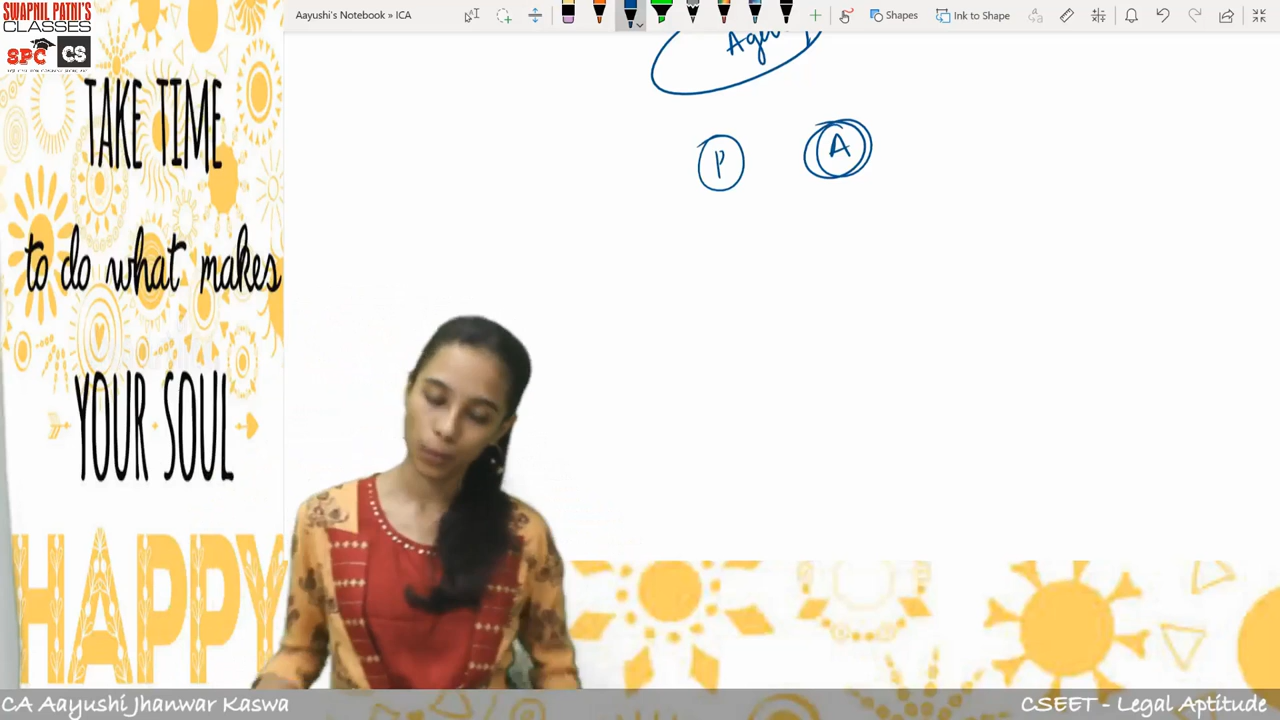 SWAPNIL PATNI'S
CLASSES
SPC CS
Aayushi's Notebook » ICA
Shapes
Ink to Shape
P
A
TAKE TIME
to do what makes
YOUR SOUL
HAPPY
CA Aayushi Jhanwar Kaswa
CSEET - Legal Aptitude